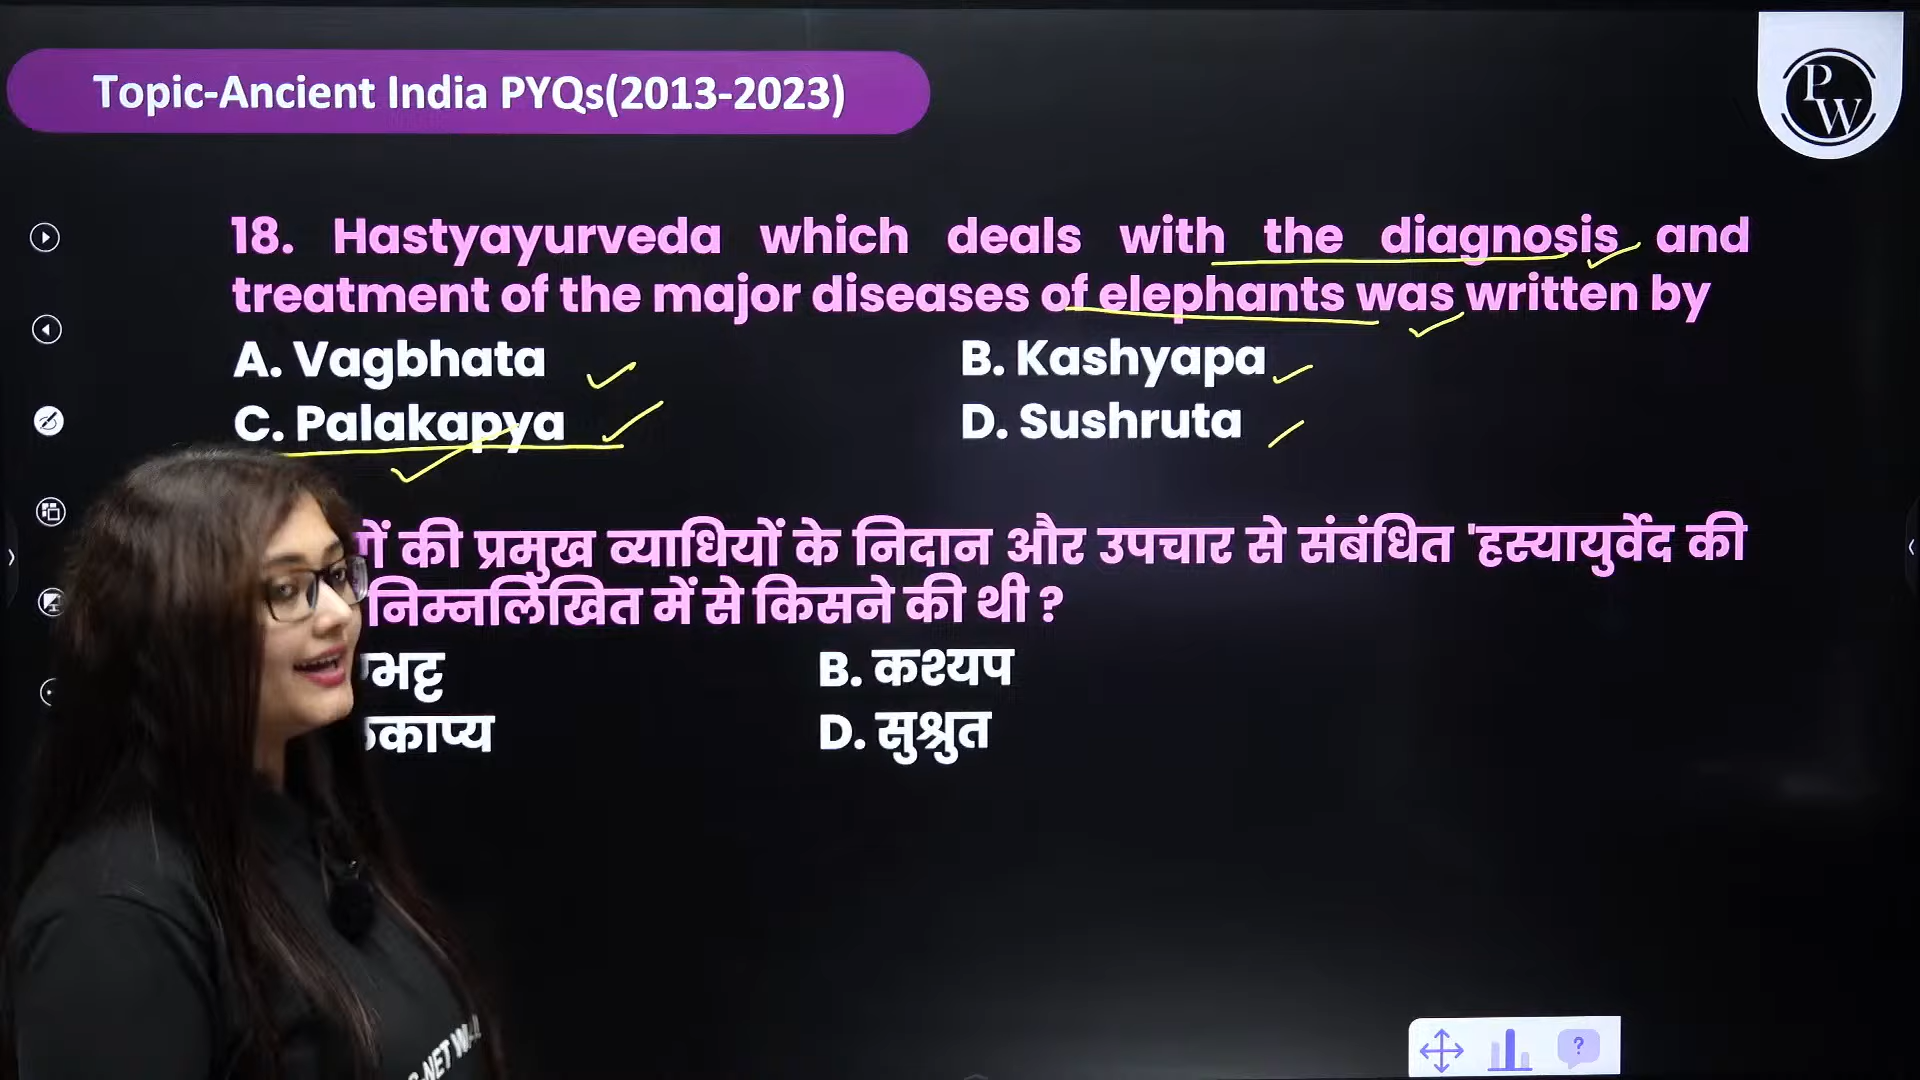 Topic-Ancient India PYQs(2013-2023)
P
W
18. Hastyayurveda which deals with the diagnosis and
treatment of the major diseases of elephants was written by
A. Vagbhata B. Kashyapa
C. Palakapya D. Sushruta
की प्रमुख व्याधियों के निदान और उपचार से संबंधित 'हस्यायुर्वेद की
निम्नलिखित में से किसने की थी ?
B. कश्यप
D. सुश्रुत
?